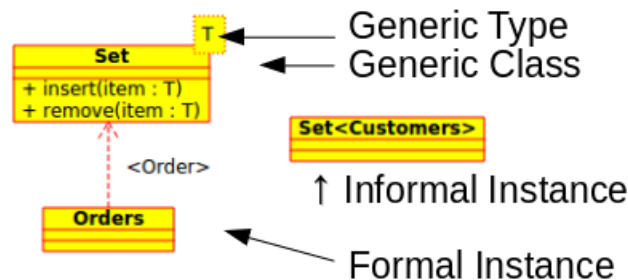 T
Generic Type
Set
Generic Class
+ insert(item : T)
+ remove(item : T)
Set<Customers>
<Order>
↑ Informal Instance
Orders
Formal Instance